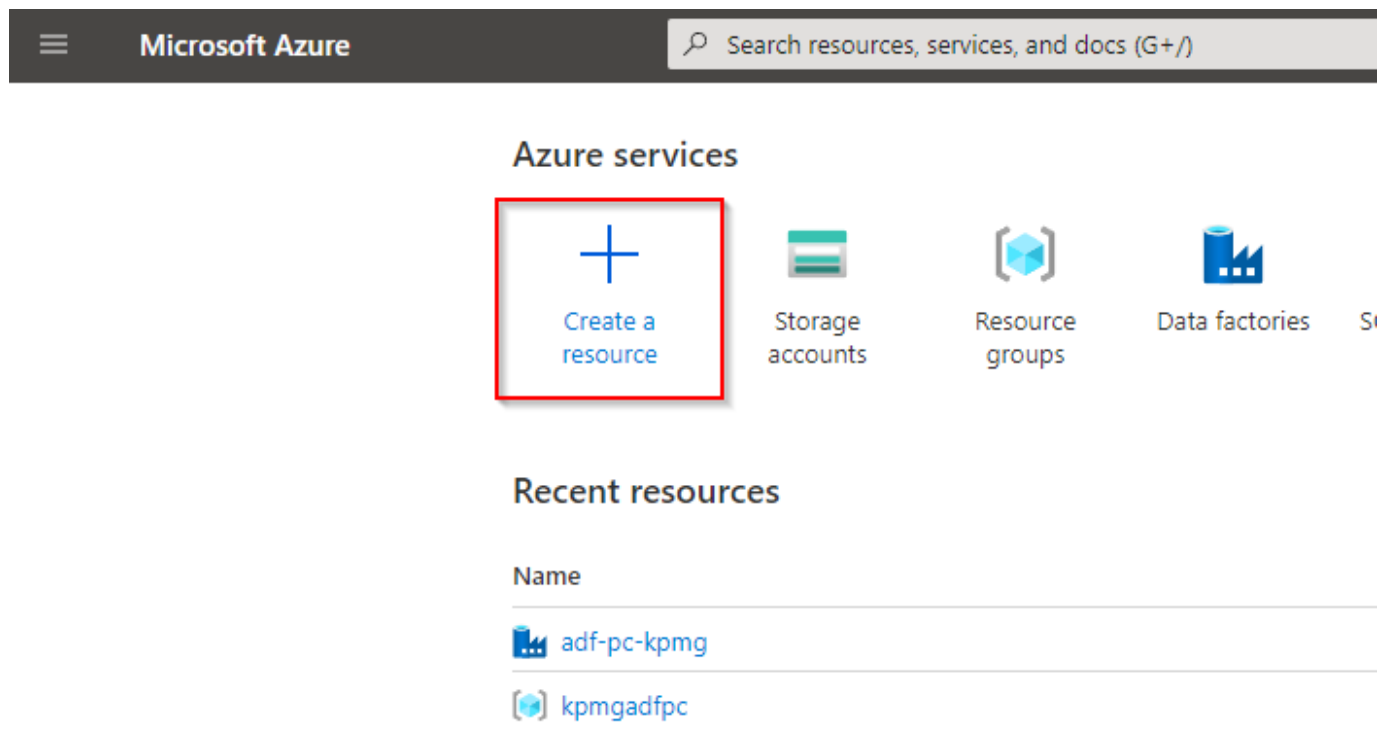 Microsoft Azure
Search resources, services, and docs (G+/)
Azure services
Create a
resource
Storage
accounts
Resource
groups
Data factories
Recent resources
Name
adf-pc-kpmg
kpmgadfpc